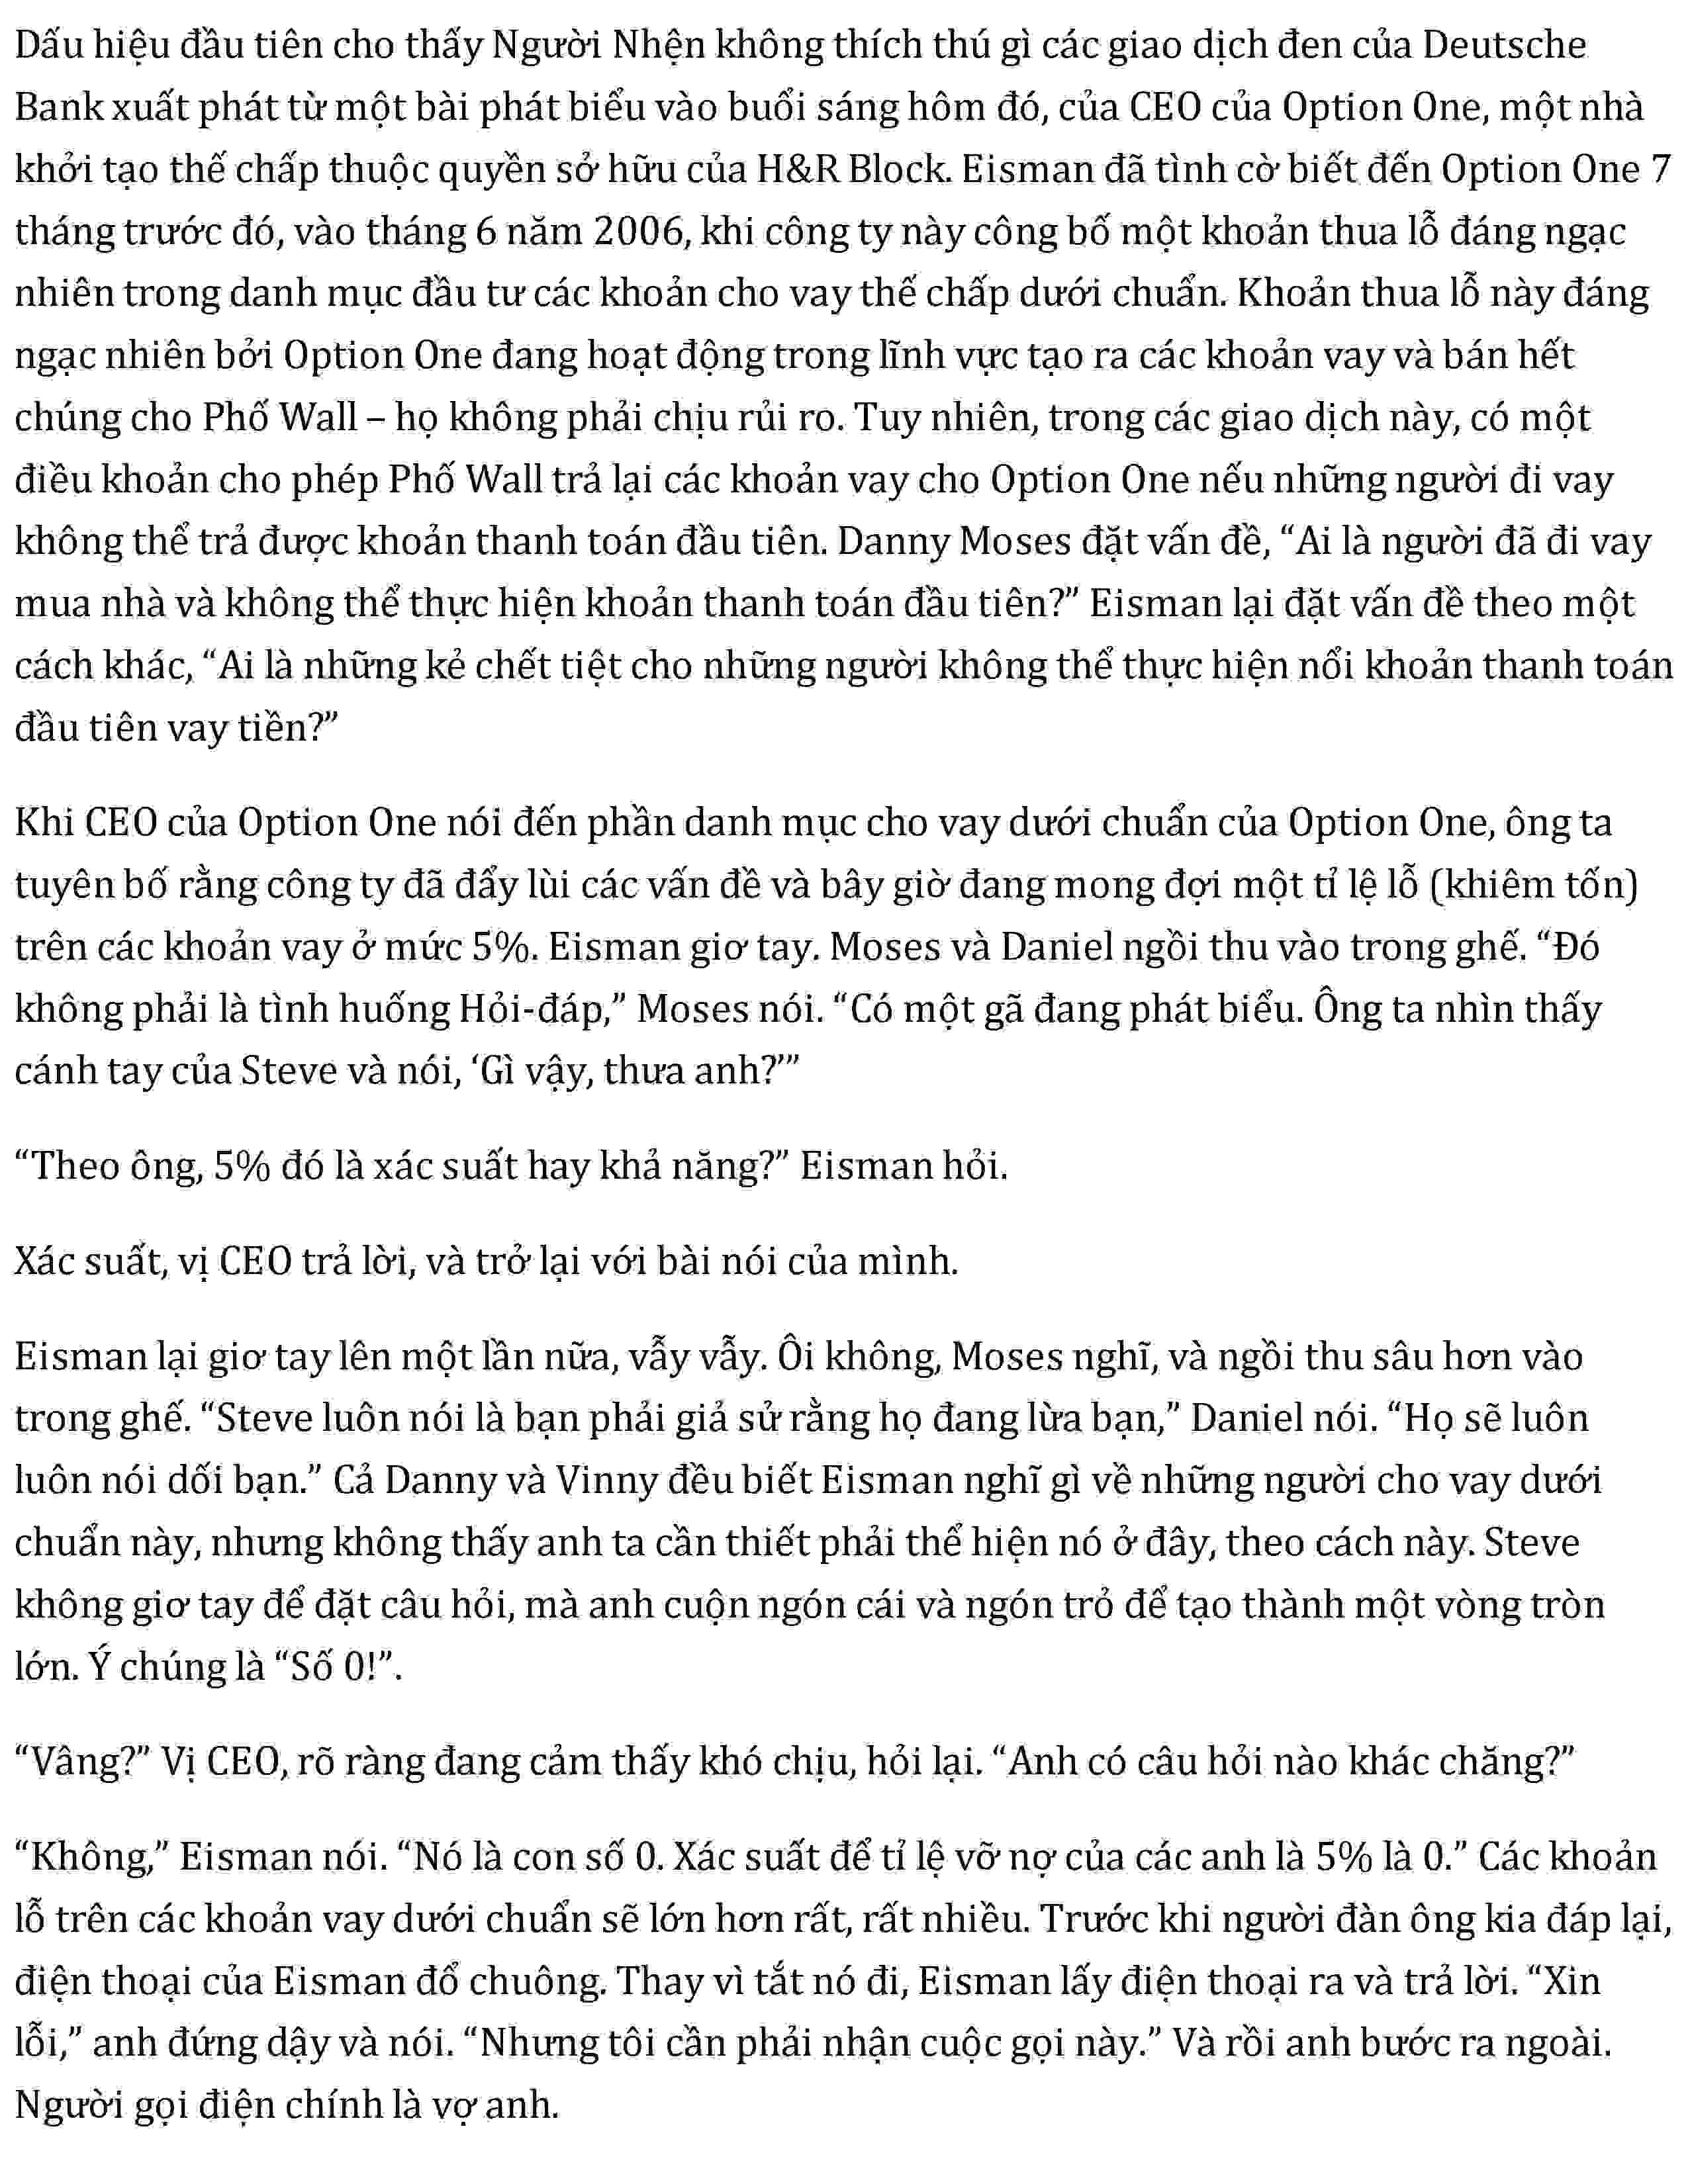 Dấu hiệu đầu tiên cho thấy Người Nhện không thích thú gì các giao dịch đen của Deutsche
Bank xuất phát từ một bài phát biểu vào buổi sáng hôm đó, của CEO của Option One, một nhà
khởi tạo thế chấp thuộc quyền sở hữu của H&R Block. Eisman đã tình cờ biết đến Option One 7
tháng trước đó, vào tháng 6 năm 2006, khi công ty này công bố một khoản thua lỗ đáng ngạc
nhiên trong danh mục đầu tư các khoản cho vay thế chấp dưới chuẩn. Khoản thua lỗ này đáng
ngạc nhiên bởi Option One đang hoạt động trong lĩnh vực tạo ra các khoản vay và bán hết
chúng cho Phố Wall – họ không phải chịu rủi ro. Tuy nhiên, trong các giao dịch này, có một
điều khoản cho phép Phố Wall trả lại các khoản vay cho Option One nếu những người đi vay
không thể trả được khoản thanh toán đầu tiên. Danny Moses đặt vấn đề, “Ai là người đã đi vay
mua nhà và không thể thực hiện khoản thanh toán đầu tiên?” Eisman lại đặt vấn đề theo một
cách khác, “Ai là những kẻ chết tiệt cho những người không thể thực hiện nổi khoản thanh toán
đầu tiên vay tiền?”
Khi CEO của Option One nói đến phần danh mục cho vay dưới chuẩn của Option One, ông ta
tuyên bố rằng công ty đã đẩy lùi các vấn đề và bây giờ đang mong đợi một tỉ lệ lỗ (khiêm tốn)
trên các khoản vay ở mức 5%. Eisman giơ tay. Moses và Daniel ngồi thu vào trong ghế. “Đó
không phải là tình huống Hỏi-đáp,” Moses nói. “Có một gã đang phát biểu. Ông ta nhìn thấy
cánh tay của Steve và nói, ‘Gì vậy, thưa anh?’”
“Theo ông, 5% đó là xác suất hay khả năng?” Eisman hỏi.
Xác suất, vị CEO trả lời, và trở lại với bài nói của mình.
Eisman lại giơ tay lên một lần nữa, vẫy vẫy. Ôi không, Moses nghĩ, và ngồi thu sâu hơn vào
trong ghế. “Steve luôn nói là bạn phải giả sử rằng họ đang lừa bạn,” Daniel nói. “Họ sẽ luôn
luôn nói dối bạn.” Cả Danny và Vinny đều biết Eisman nghĩ gì về những người cho vay dưới
chuẩn này, nhưng không thấy anh ta cần thiết phải thể hiện nó ở đây, theo cách này. Steve
không giơ tay để đặt câu hỏi, mà anh cuộn ngón cái và ngón trỏ để tạo thành một vòng tròn
lớn. Ý chúng là “Số 0!”.
“Vâng?” Vị CEO, rõ ràng đang cảm thấy khó chịu, hỏi lại. “Anh có câu hỏi nào khác chăng?”
“Không,” Eisman nói. “Nó là con số 0. Xác suất để tỉ lệ vỡ nợ của các anh là 5% là 0.” Các khoản
lỗ trên các khoản vay dưới chuẩn sẽ lớn hơn rất, rất nhiều. Trước khi người đàn ông kia đáp lại,
điện thoại của Eisman đổ chuông. Thay vì tắt nó đi, Eisman lấy điện thoại ra và trả lời. “Xin
lỗi,” anh đứng dậy và nói. “Nhưng tôi cần phải nhận cuộc gọi này.” Và rồi anh bước ra ngoài.
Người gọi điện chính là vợ anh.